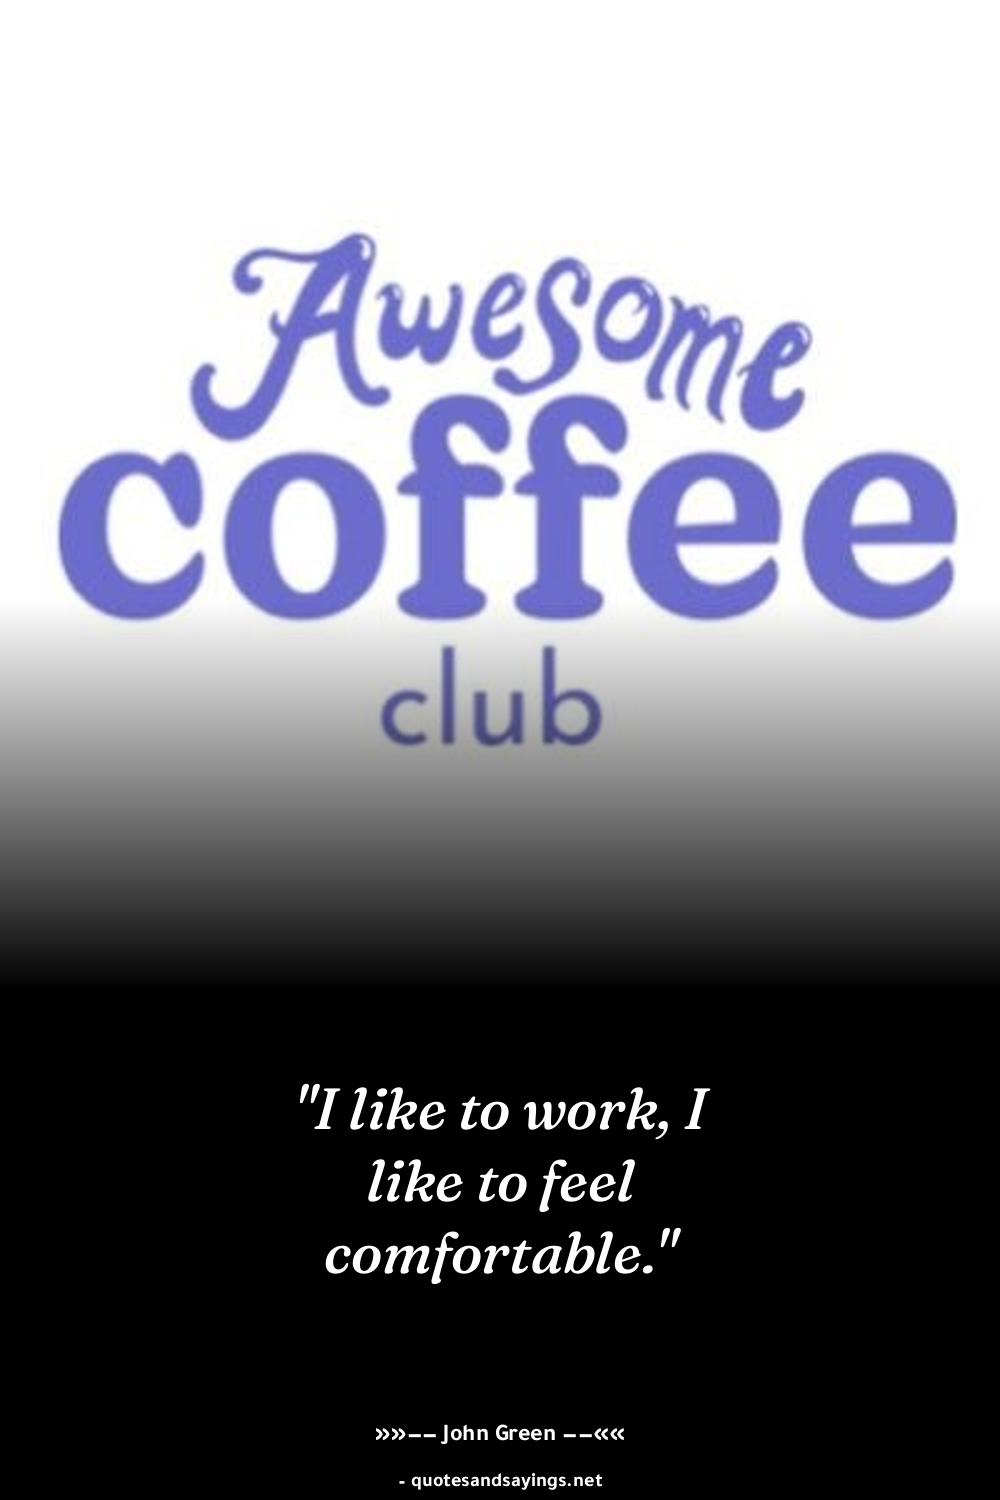 Awesome
coffee
club
"I like to work, I
like to feel
comfortable."
»»−− John Green −−««
- quotesandsayings.net